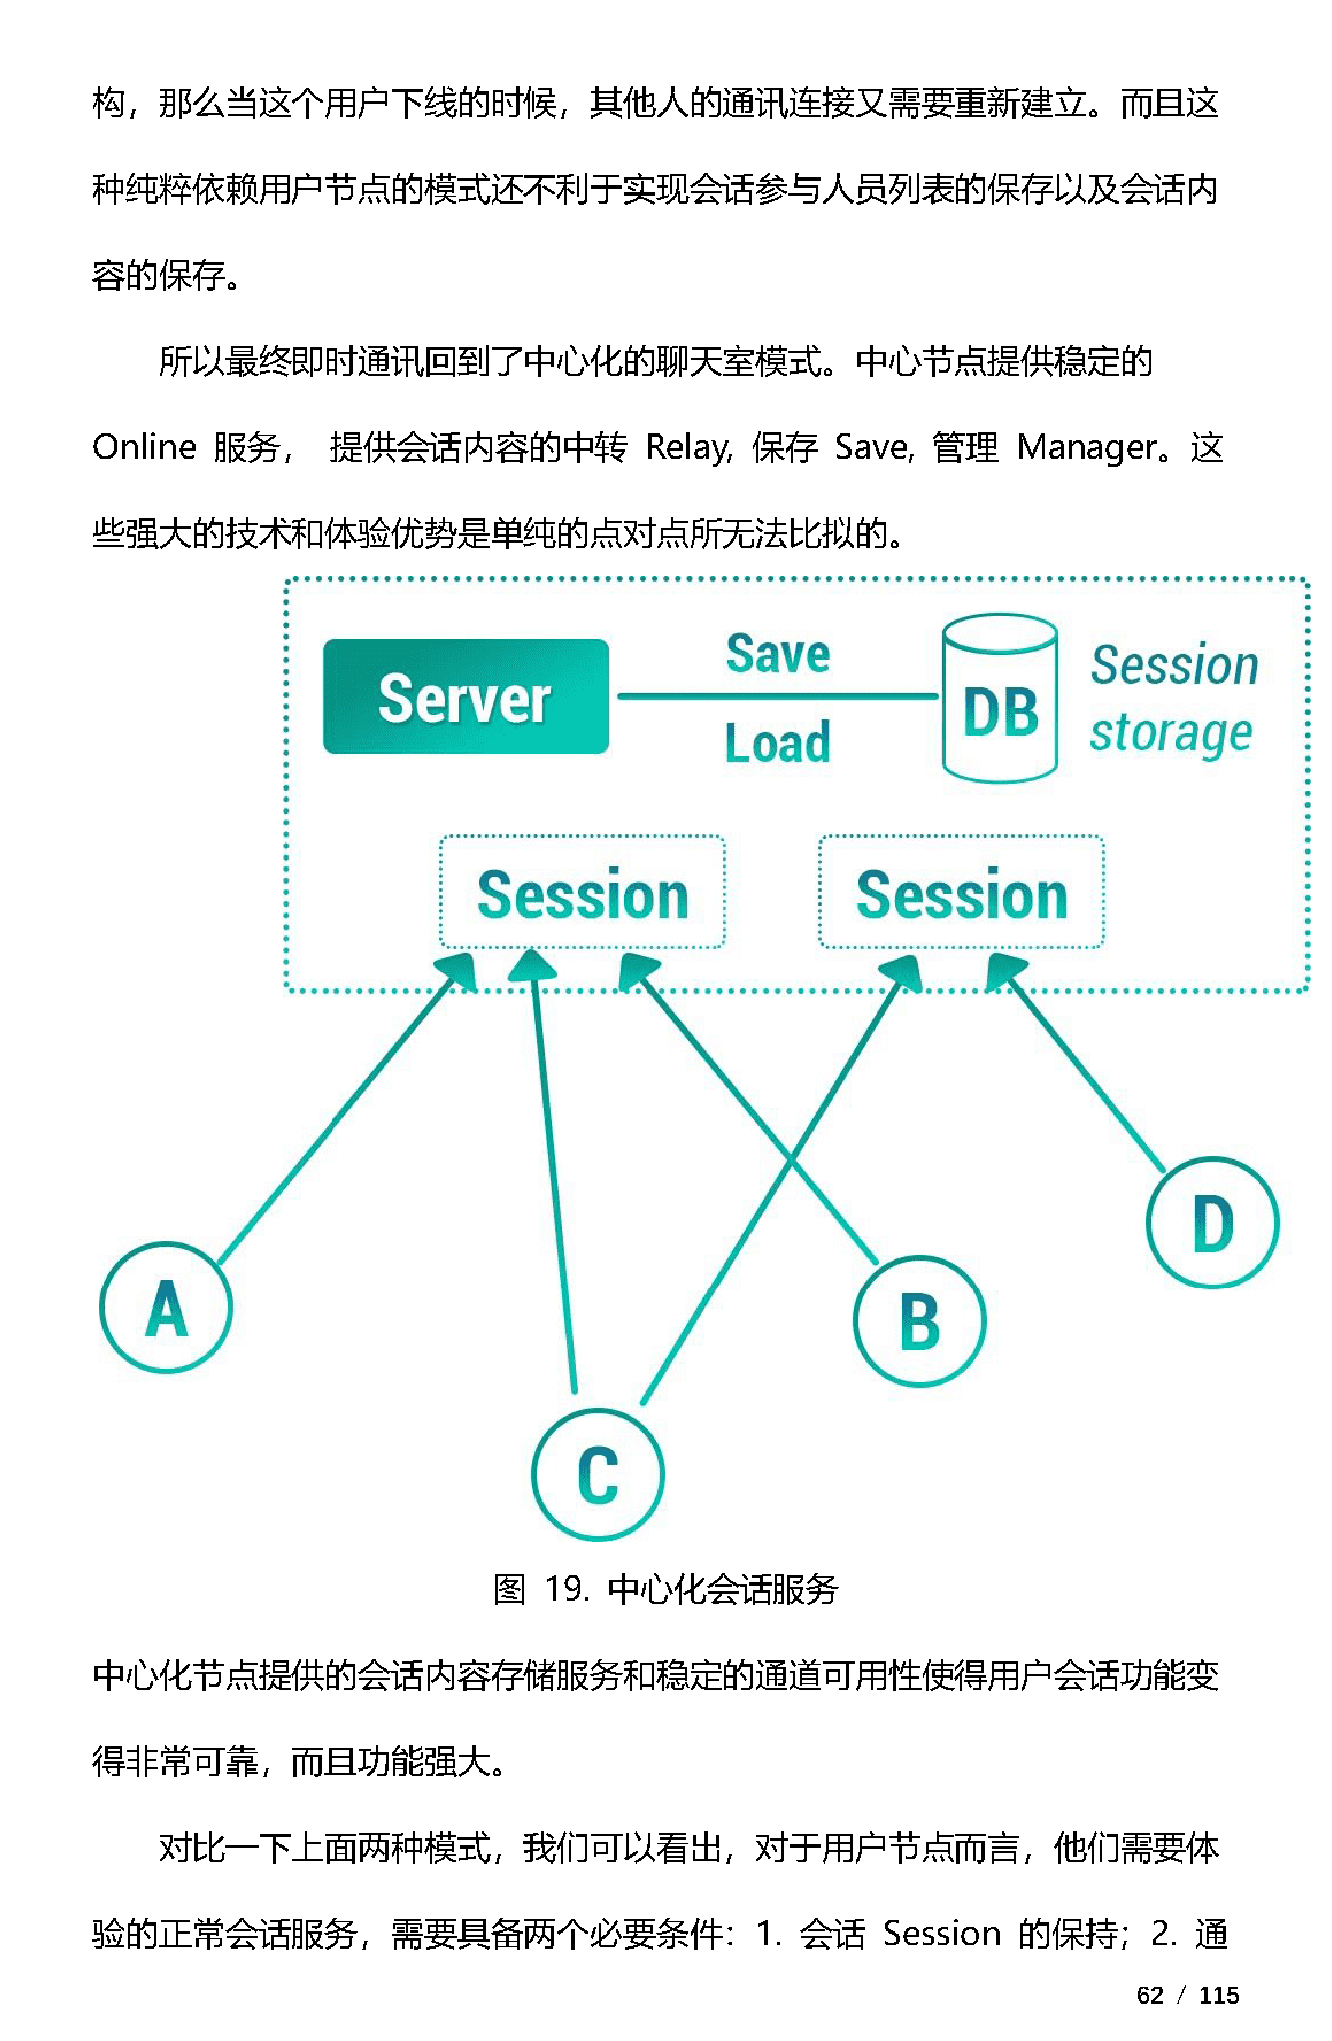 构，那么当这个用户下线的时候，其他人的通讯连接又需要重新建立。而且这
种纯粹依赖用户节点的模式还不利于实现会话参与人员列表的保存以及会话内
容的保存。
所以最终即时通讯回到了中心化的聊天室模式。中心节点提供稳定的
Online 服务， 提供会话内容的中转 Relay, 保存 Save, 管理 Manager。这
些强大的技术和体验优势是单纯的点对点所无法比拟的。
Server
Save
Load
DB
Session
storage
Session
Session
A
C
B
D
图 19. 中心化会话服务
中心化节点提供的会话内容存储服务和稳定的通道可用性使得用户会话功能变
得非常可靠，而且功能强大。
对比一下上面两种模式，我们可以看出，对于用户节点而言，他们需要体
验的正常会话服务，需要具备两个必要条件：1. 会话 Session 的保持；2. 通
62 / 115